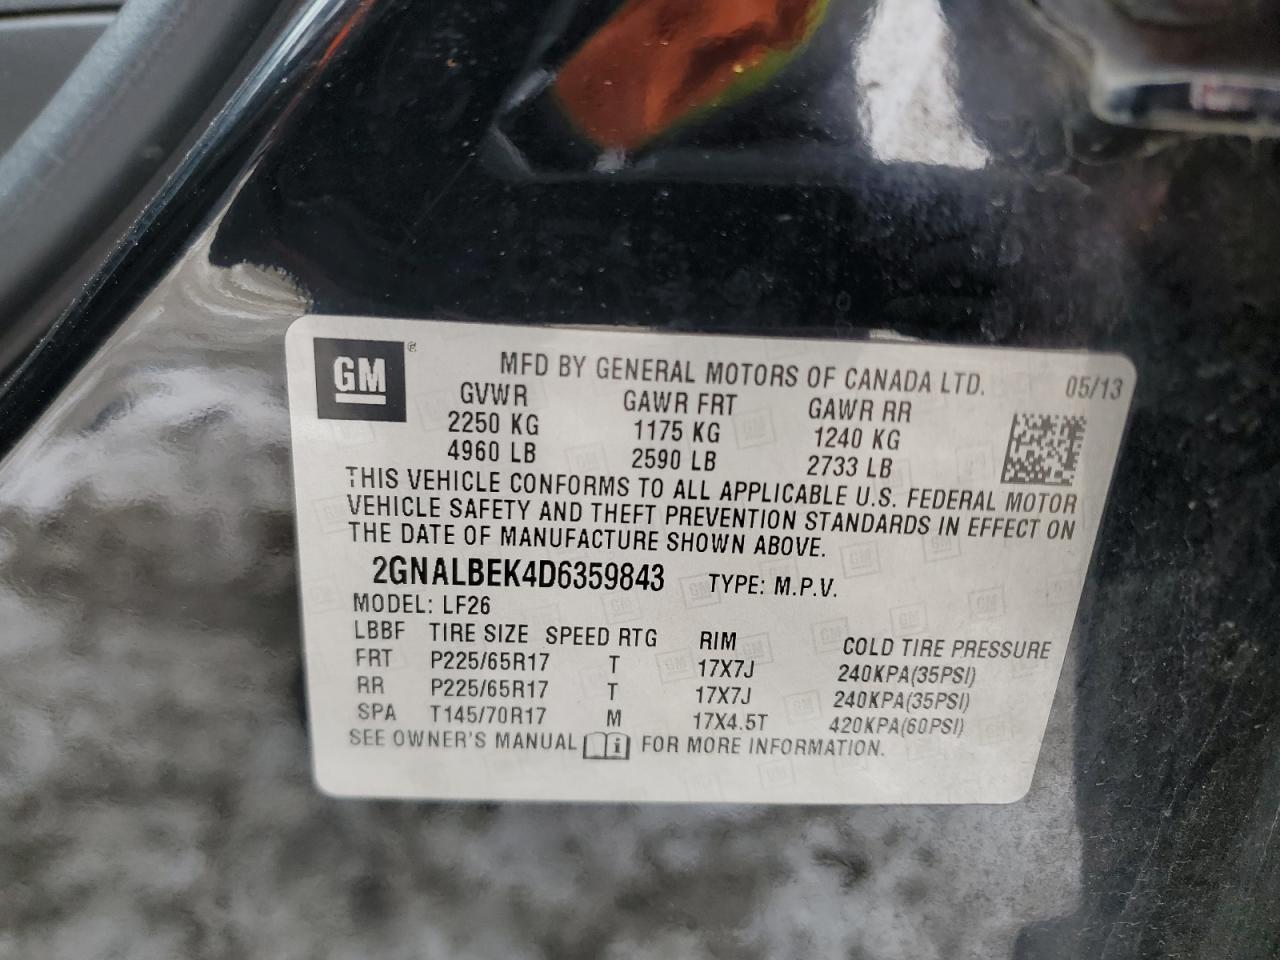 GM
MFD BY GENERAL MOTORS OF CANADA LTD. 05/13
GVWR GAWR FRT GAWR RR
2250 KG 1175 KG 1240 KG
4960 LB 2590 LB 2733 LB
THIS VEHICLE CONFORMS TO ALL APPLICABLE U.S. FEDERAL MOTOR
VEHICLE SAFETY AND THEFT PREVENTION STANDARDS IN EFFECT ON
THE DATE OF MANUFACTURE SHOWN ABOVE.
2GNALBEK4D6359843 TYPE: M.P.V.
MODEL: LF26
LBBF TIRE SIZE SPEED RTG RIM COLD TIRE PRESSURE
FRT P225/65R17 T 17X7J 240KPA(35PSI)
RR P225/65R17 T 17X7J 240KPA(35PSI)
SPA T145/70R17 M 17X4.5T 420KPA(60PSI)
SEE OWNER'S MANUAL i FOR MORE INFORMATION.